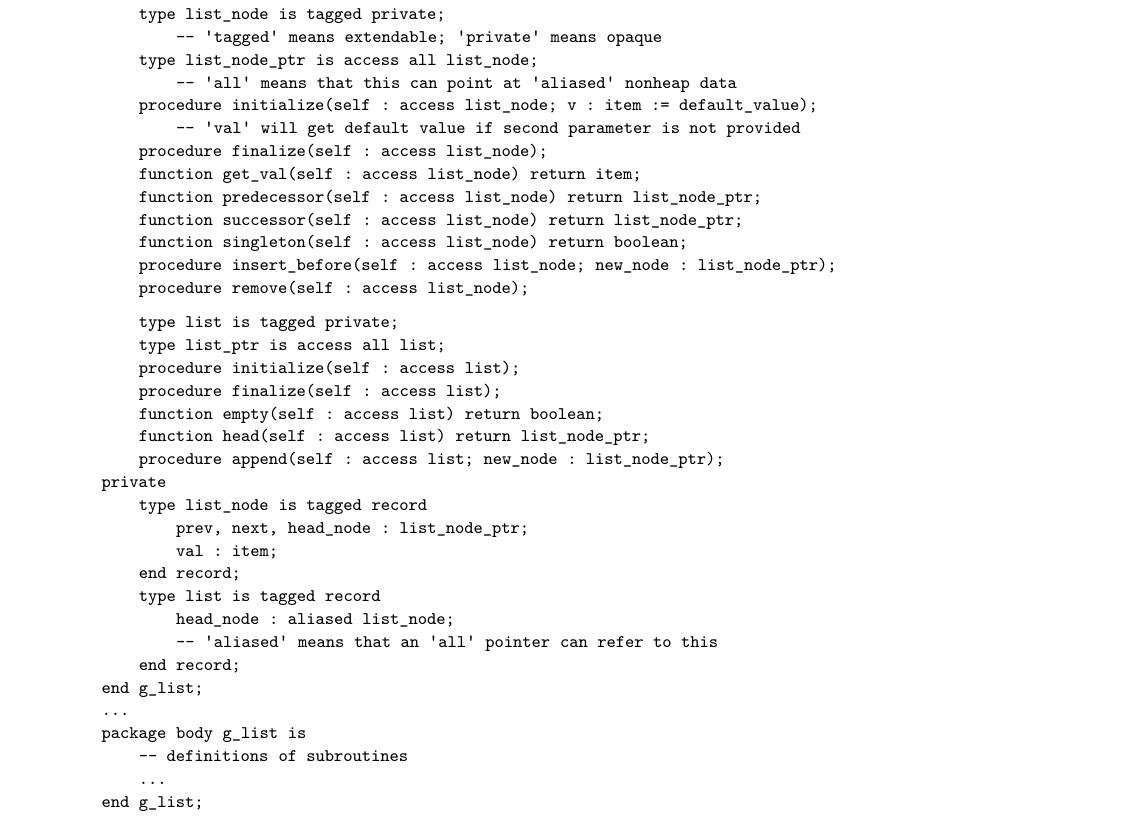 type list_node is tagged private;
-- 'tagged' means extendable; 'private' means opaque
type list_node_ptr is access all list_node;
-- 'all' means that this can point at 'aliased' nonheap data
procedure initialize(self : access list_node; v : item := default_value);
-- 'val' will get default value if second parameter is not provided
procedure finalize(self : access list_node);
function get_val(self : access list_node) return item;
function predecessor(self : access list_node) return list_node_ptr;
function successor(self : access list_node) return list_node_ptr;
function singleton(self : access list_node) return boolean;
procedure insert_before(self : access list_node; new_node : list_node_ptr);
procedure remove(self : access list_node);
type list is tagged private;
type list_ptr is access all list;
procedure initialize(self : access list);
procedure finalize(self : access list);
function empty(self : access list) return boolean;
function head(self : access list) return list_node_ptr;
procedure append(self : access list; new_node : list_node_ptr);
private
type list_node is tagged record
prev, next, head_node : list_node_ptr;
val : item;
end record;
type list is tagged record
head_node : aliased list_node;
-- 'aliased' means that an 'all' pointer can refer to this
end record;
end g_list;
...
package body g_list is
-- definitions of subroutines
...
end g_list;